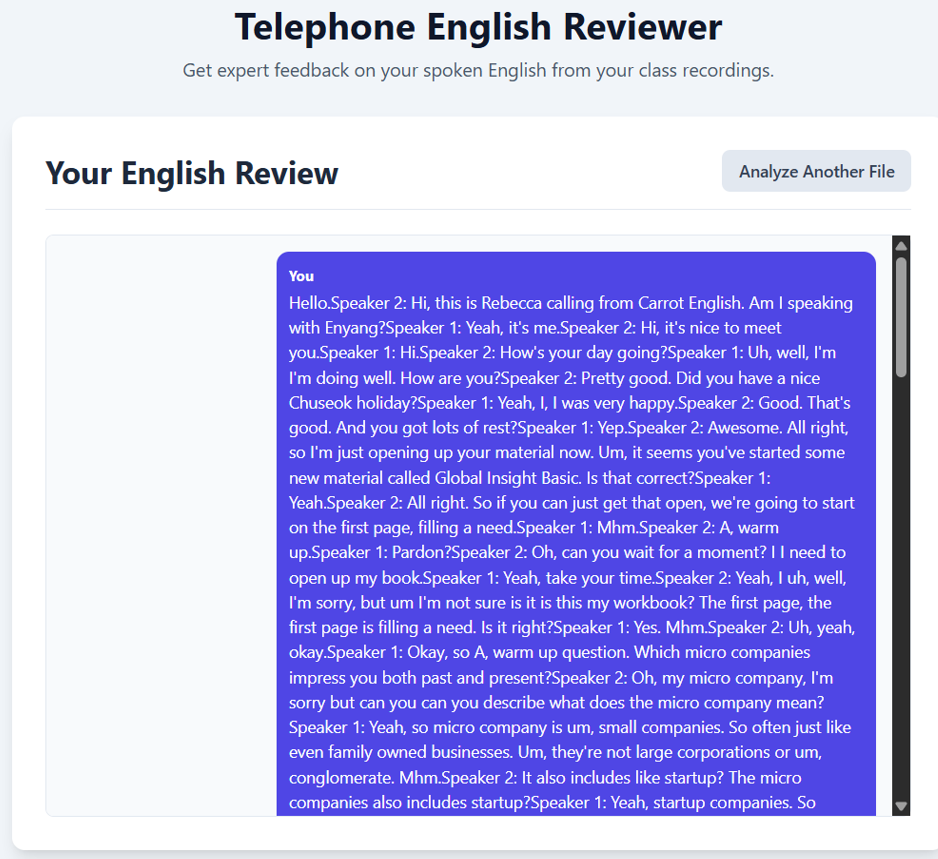 Telephone English Reviewer
Get expert feedback on your spoken English from your class recordings.
Your English Review
Analyze Another File
You
Hello.Speaker 2: Hi, this is Rebecca calling from Carrot English. Am I speaking
with Enyang?Speaker 1: Yeah, it's me.Speaker 2: Hi, it's nice to meet
you.Speaker 1: Hi.Speaker 2: How's your day going?Speaker 1: Uh, well, I'm
I'm doing well. How are you?Speaker 2: Pretty good. Did you have a nice
Chuseok holiday?Speaker 1: Yeah, I, I was very happy.Speaker 2: Good. That's
good. And you got lots of rest?Speaker 1: Yep.Speaker 2: Awesome. All right,
so I'm just opening up your material now. Um, it seems you've started some
new material called Global Insight Basic. Is that correct?Speaker 1:
Yeah.Speaker 2: All right. So if you can just get that open, we're going to start
on the first page, filling a need.Speaker 1: Mhm.Speaker 2: A, warm
up.Speaker 1: Pardon?Speaker 2: Oh, can you wait for a moment? I I need to
open up my book.Speaker 1: Yeah, take your time.Speaker 2: Yeah, I uh, well,
I'm sorry, but um I'm not sure is it is this my workbook? The first page, the
first page is filling a need. Is it right?Speaker 1: Yes. Mhm.Speaker 2: Uh, yeah,
okay.Speaker 1: Okay, so A, warm up question. Which micro companies
impress you both past and present?Speaker 2: Oh, my micro company, I'm
sorry but can you can you describe what does the micro company mean?
Speaker 1: Yeah, so micro company is um, small companies. So often just like
even family owned businesses. Um, they're not large corporations or um,
conglomerate. Mhm.Speaker 2: It also includes like startup? The micro
companies also includes startup?Speaker 1: Yeah, startup companies. So